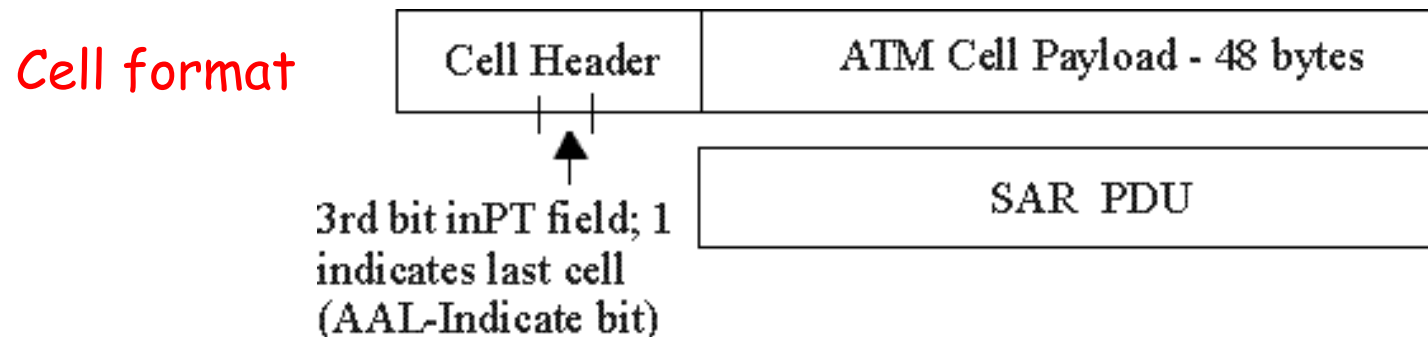 Cell format
Cell Header
ATM Cell Payload - 48 bytes
SAR PDU
3rd bit inPT field; 1
indicates last cell
(AAL-Indicate bit)